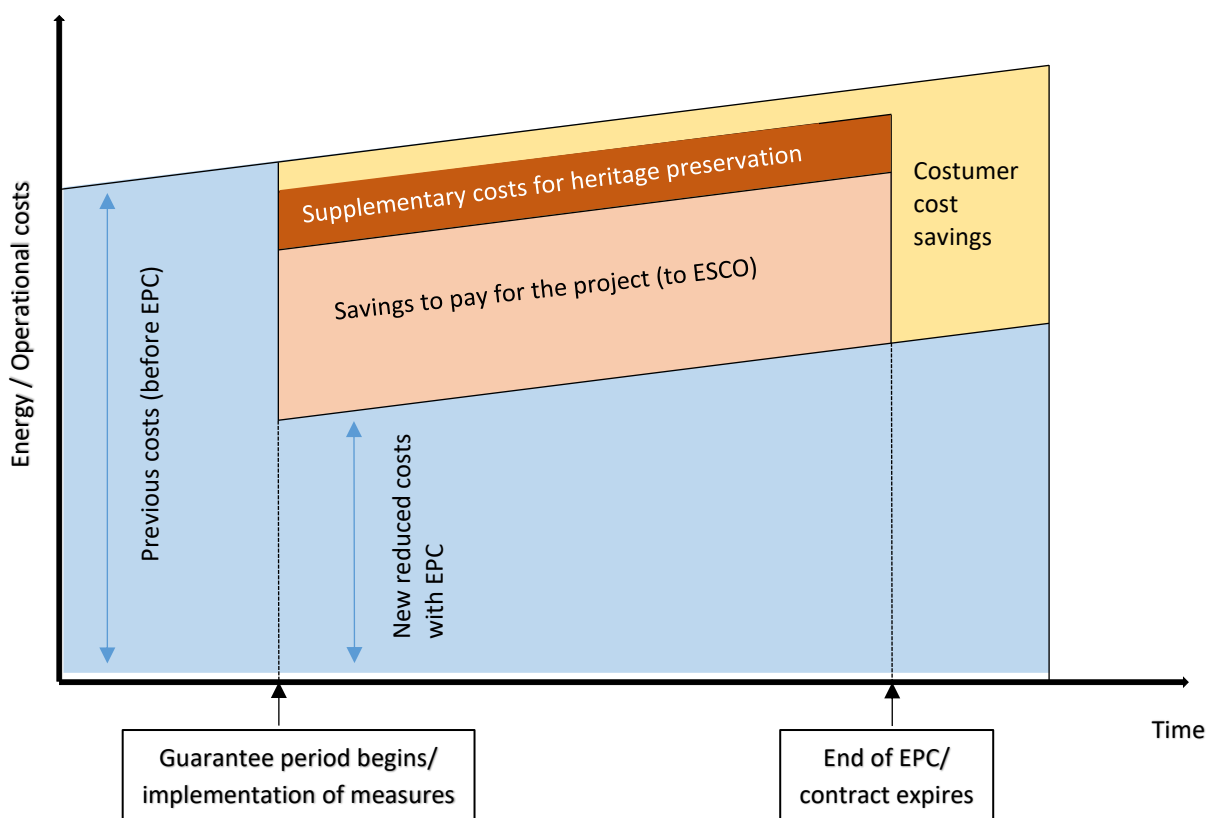 Energy / Operational costs
Previous costs (before EPC)
Supplementary costs for heritage preservation
Savings to pay for the project (to ESCO)
Costumer
cost
savings
New reduced costs
with EPC
Time
Guarantee period begins/
implementation of measures
End of EPC/
contract expires